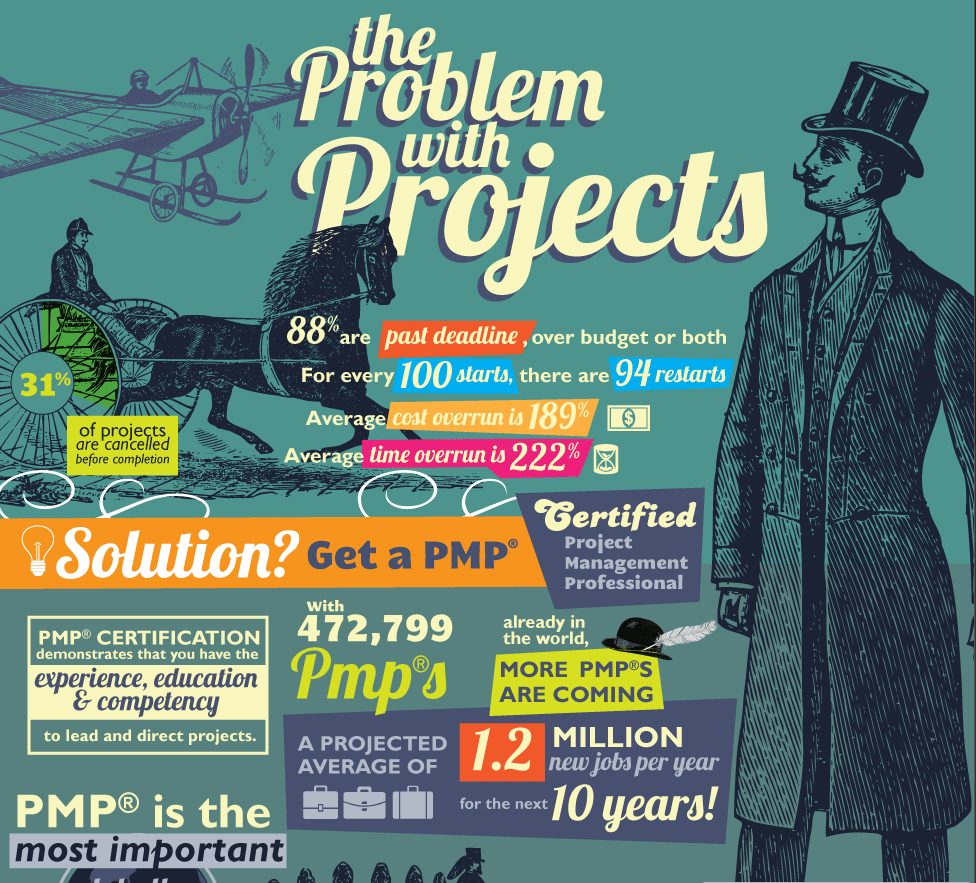 the
Problem
with
Projects
88% are past deadline, over budget or both
For every 100 starts, there are 94 restarts
Average cost overrun is 189%
$
Average time overrun is 222%
31%
of projects
are cancelled
before completion
Solution? Get a PMP®
Certified
Project
Management
Professional
PMP® CERTIFICATION
demonstrates that you have the
experience, education
& competency
to lead and direct projects.
With
472,799
Pmp®s
already in
the world,
MORE PMP®S
ARE COMING
A PROJECTED
AVERAGE OF
1.2 MILLION
new jobs per year
for the next 10 years!
PMP® is the
most important